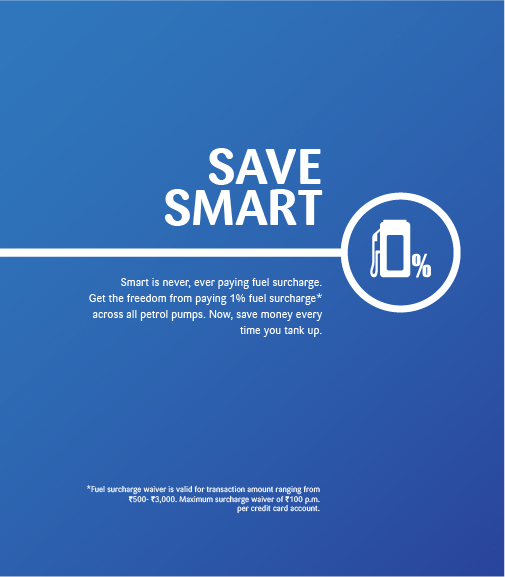 SAVE
SMART
%
Smart is never, ever paying fuel surcharge.
Get the freedom from paying 1% fuel surcharge*
across all petrol pumps. Now, save money every
time you tank up.
*Fuel surcharge waiver is valid for transaction amount ranging from
₹500- ₹3,000. Maximum surcharge waiver of ₹100 p.m.
per credit card account.